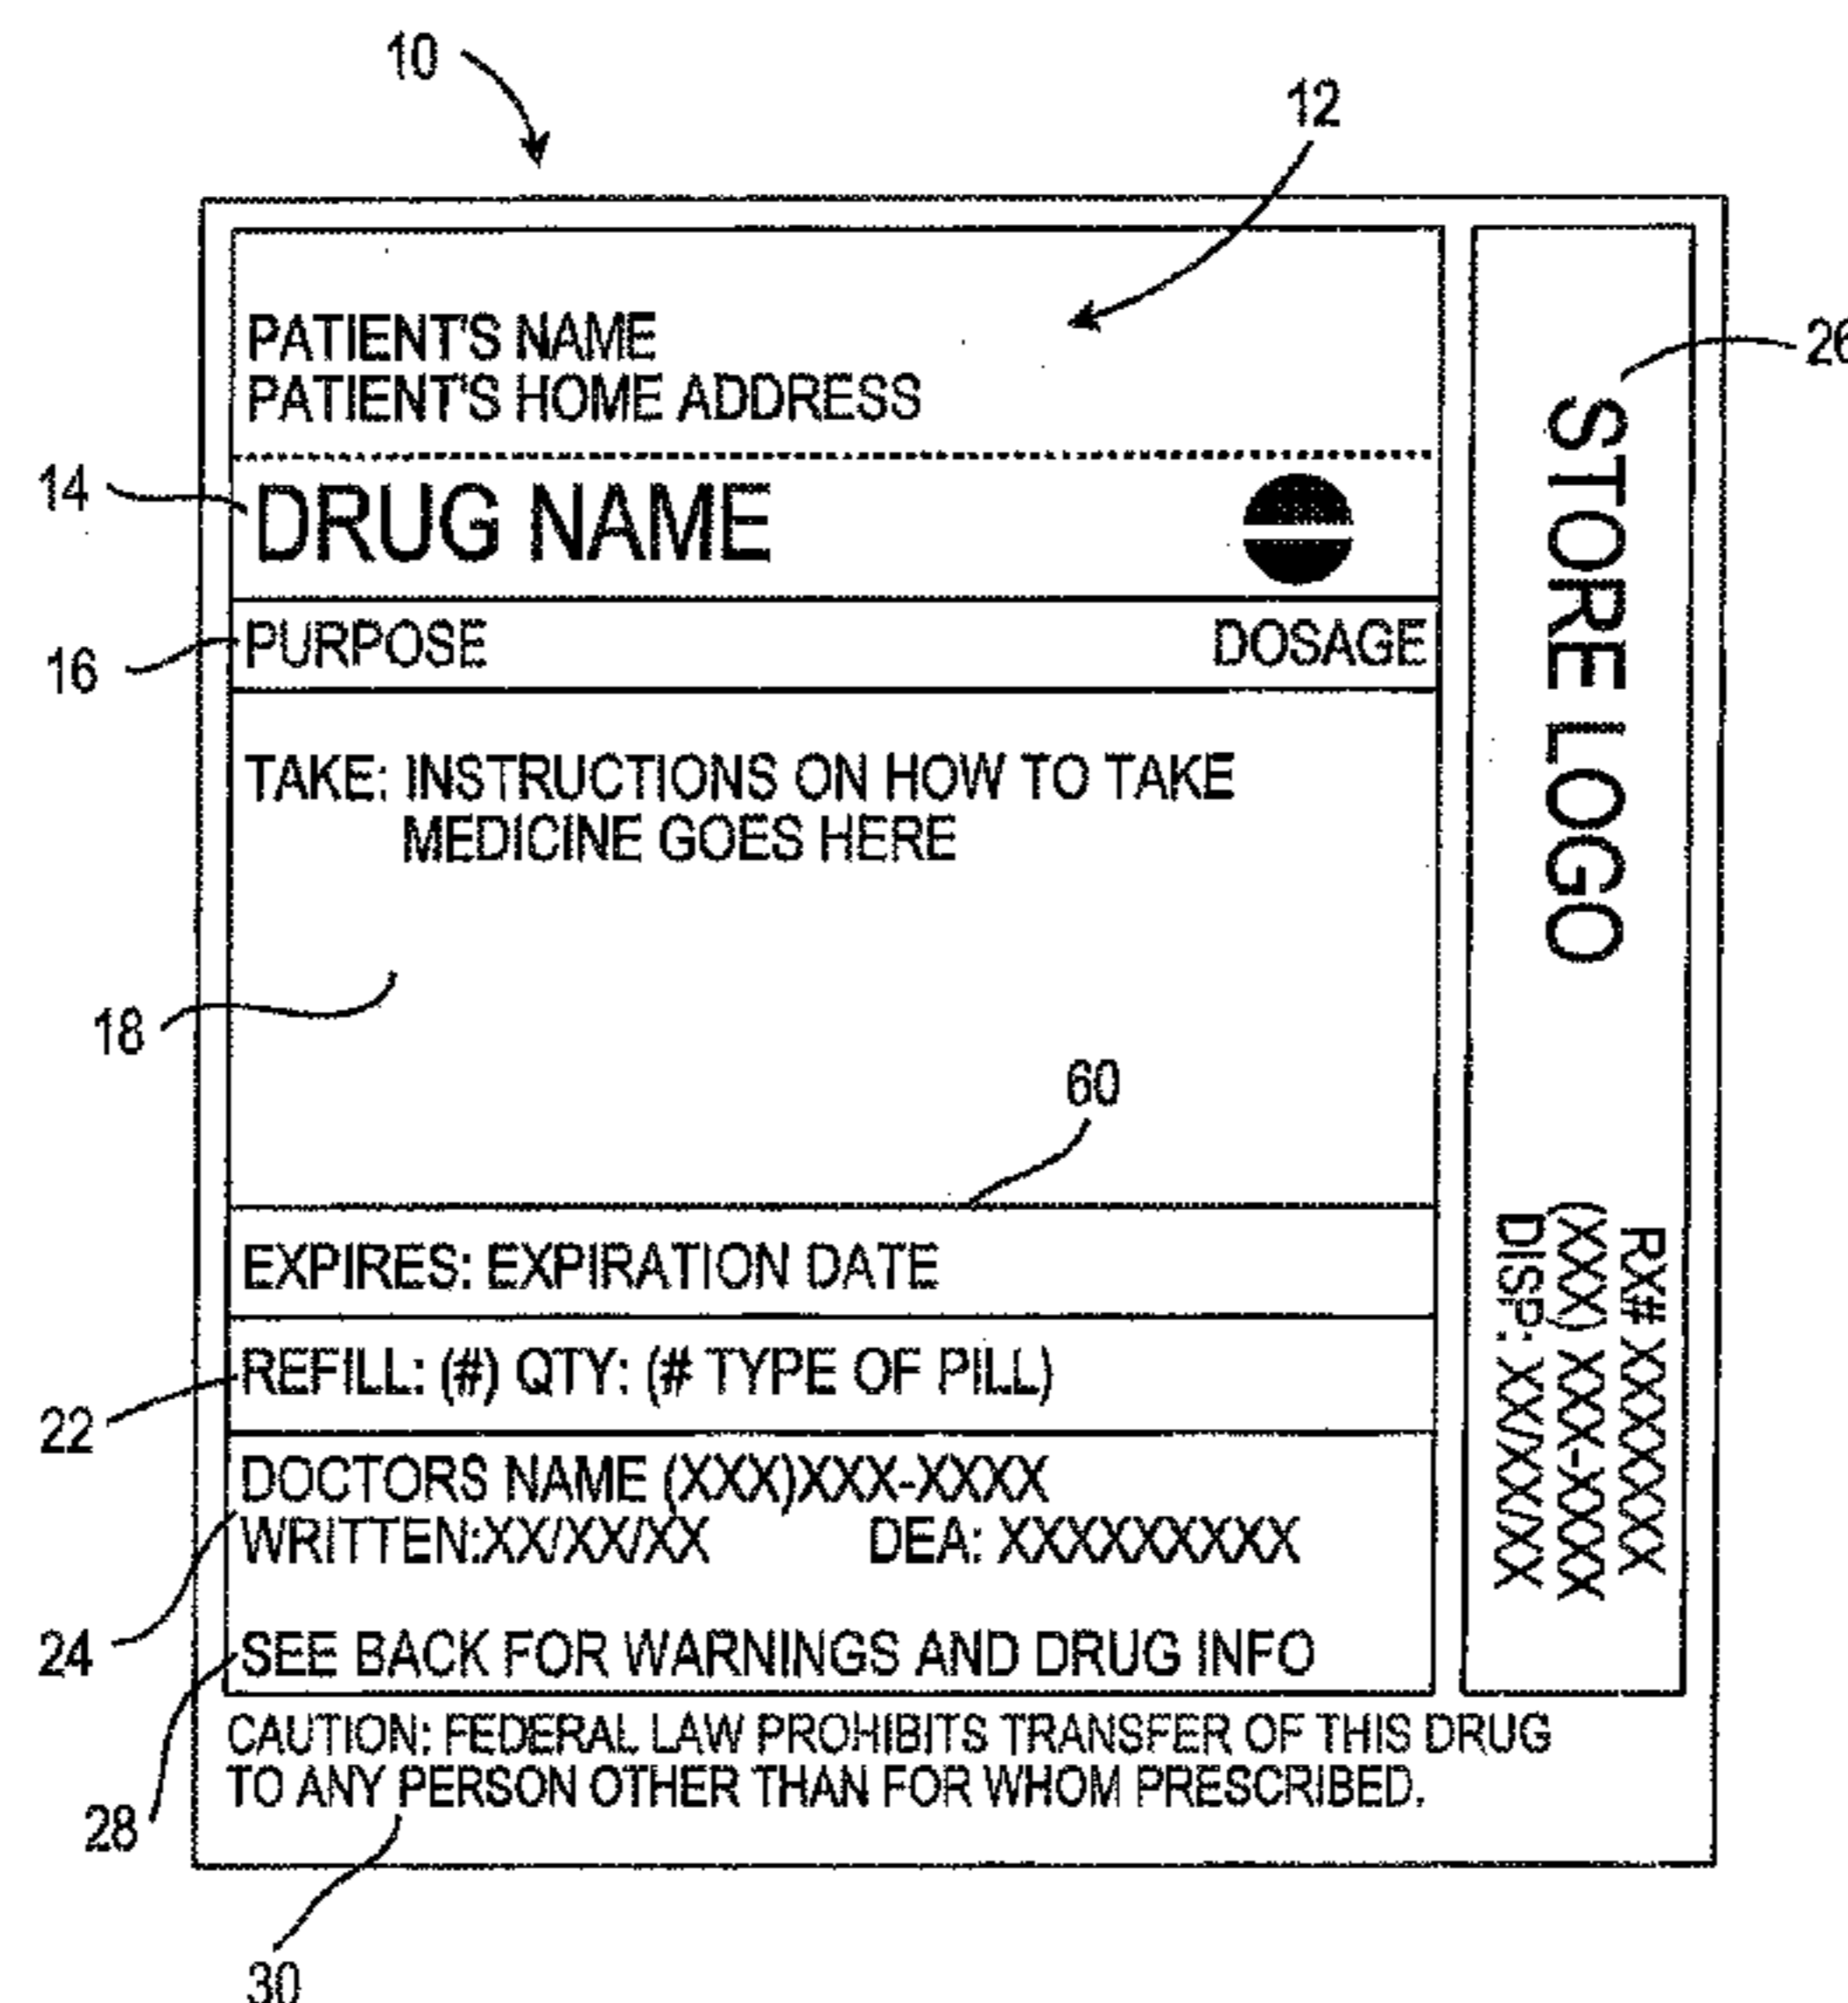 10
12
PATIENT'S NAME
PATIENT'S HOME ADDRESS
26
14
DRUG NAME
16
PURPOSE DOSAGE
TAKE: INSTRUCTIONS ON HOW TO TAKE
MEDICINE GOES HERE
18
60
EXPIRES: EXPIRATION DATE
22
REFILL: (#) QTY: (# TYPE OF PILL)
DOCTORS NAME (XXX)XXX-XXXX
24
WRITTEN:XX/XX/XX DEA: XXXXXXXXX
28
SEE BACK FOR WARNINGS AND DRUG INFO
STORE LOGO
RX# XXXXXXX
(XXX) XXX-XXXX
DISP: XX/XX/XX
CAUTION: FEDERAL LAW PROHIBITS TRANSFER OF THIS DRUG
TO ANY PERSON OTHER THAN FOR WHOM PRESCRIBED.
30